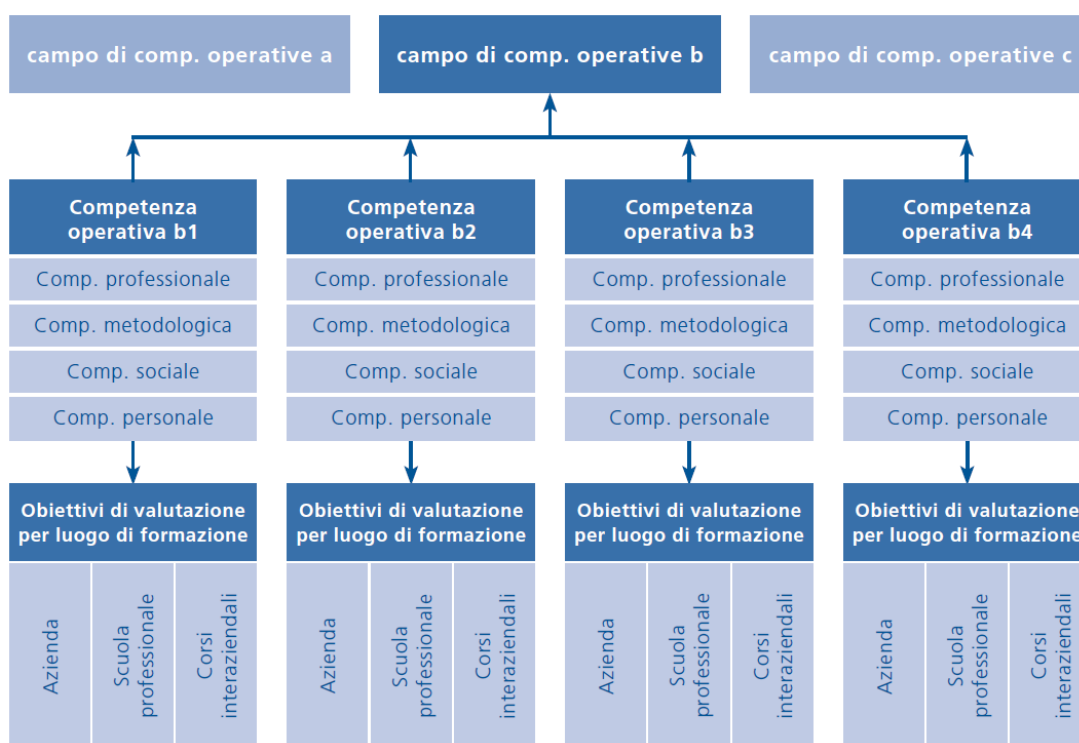 campo di comp. operative a
campo di comp. operative b
campo di comp. operative c
Competenza
operativa b1
Competenza
operativa b2
Competenza
operativa b3
Competenza
operativa b4
Comp. professionale
Comp. professionale
Comp. professionale
Comp. professionale
Comp. metodologica
Comp. metodologica
Comp. metodologica
Comp. metodologica
Comp. sociale
Comp. sociale
Comp. sociale
Comp. sociale
Comp. personale
Comp. personale
Comp. personale
Comp. personale
Obiettivi di valutazione
per luogo di formazione
Obiettivi di valutazione
per luogo di formazione
Obiettivi di valutazione
per luogo di formazione
Obiettivi di valutazione
per luogo di formazione
Azienda
Scuola
professionale
Corsi
interaziendali
Azienda
Scuola
professionale
Corsi
interaziendali
Azienda
Scuola
professionale
Corsi
interaziendali
Azienda
Scuola
professionale
Corsi
interaziendali